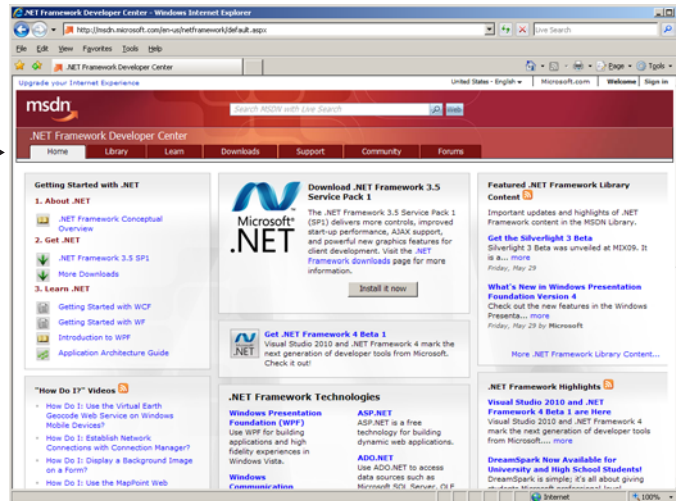 .NET Framework Developer Center - Windows Internet Explorer
http://msdn.microsoft.com/en-us/netframework/default.aspx
Live Search
File Edit View Favorites Tools Help
.NET Framework Developer Center
Page Tools
Upgrade your Internet Experience
United States - English Microsoft.com Welcome Sign in
msdn
Search MSDN with Live Search
Web
.NET Framework Developer Center
Home Library Learn Downloads Support Community Forums
Getting Started with .NET
1. About .NET
.NET Framework Conceptual
Overview
2. Get .NET
.NET Framework 3.5 SP1
More Downloads
3. Learn .NET
Getting Started with WCF
Getting Started with WF
Introduction to WPF
Application Architecture Guide
"How Do I?" Videos
How Do I: Use the Virtual Earth
Geocode Web Service on Windows
Mobile Devices?
How Do I: Establish Network
Connections with Connection Manager?
How Do I: Display a Background Image
on a Form?
How Do I: Use the MapPoint Web
Microsoft®
.NET
Download .NET Framework 3.5
Service Pack 1
The .NET Framework 3.5 Service Pack 1
(SP1) delivers more controls, improved
start-up performance, AJAX support,
and powerful new graphics features for
client development. Visit the .NET
Framework downloads page for more
information.
Install it now
.NET
Get .NET Framework 4 Beta 1
Visual Studio 2010 and .NET Framework 4 mark the
next generation of developer tools from Microsoft.
Check it out!
.NET Framework Technologies
Windows Presentation
Foundation (WPF)
Use WPF for building
applications and high
fidelity experiences in
Windows Vista.
Windows
Communication
ASP.NET
ASP.NET is a free
technology for building
dynamic web applications.
ADO.NET
Use ADO.NET to access
data sources such as
Microsoft SQL Server, OLE
Featured .NET Framework Library
Content
Important updates and highlights of .NET
Framework content in the MSDN Library.
Get the Silverlight 3 Beta
Silverlight 3 Beta was unveiled at MIX09. It
is a... more
Friday, May 29
What's New in Windows Presentation
Foundation Version 4
Check out the new features in the Windows
Presenta... more
Friday, May 29 by Microsoft
More .NET Framework Library Content...
.NET Framework Highlights
Visual Studio 2010 and .NET
Framework 4 Beta 1 are Here
Visual Studio 2010 and .NET Framework 4
mark the next generation of developer tools
from Microsoft.... more
DreamSpark Now Available for
University and High School Students!
DreamSpark is simple; it's all about giving
students Microsoft professional-level
Internet 100%